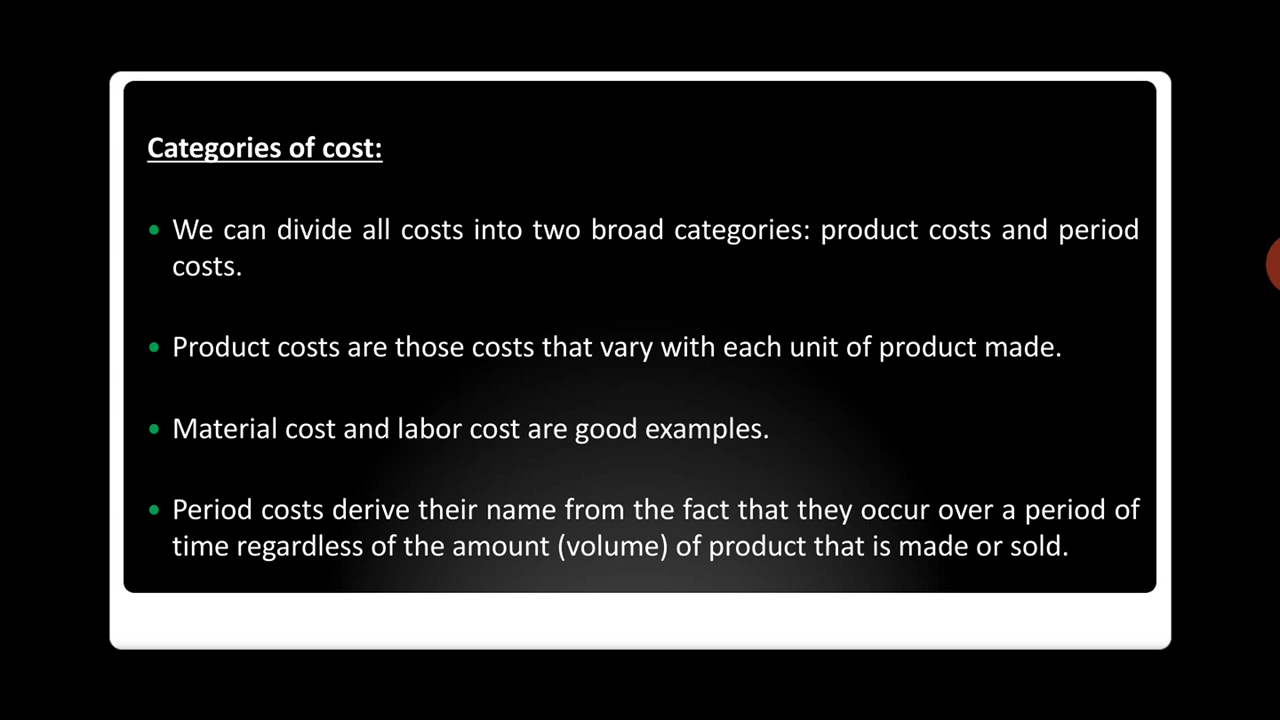 Categories of cost:
• We can divide all costs into two broad categories: product costs and period
costs.
• Product costs are those costs that vary with each unit of product made.
• Material cost and labor cost are good examples.
• Period costs derive their name from the fact that they occur over a period of
time regardless of the amount (volume) of product that is made or sold.